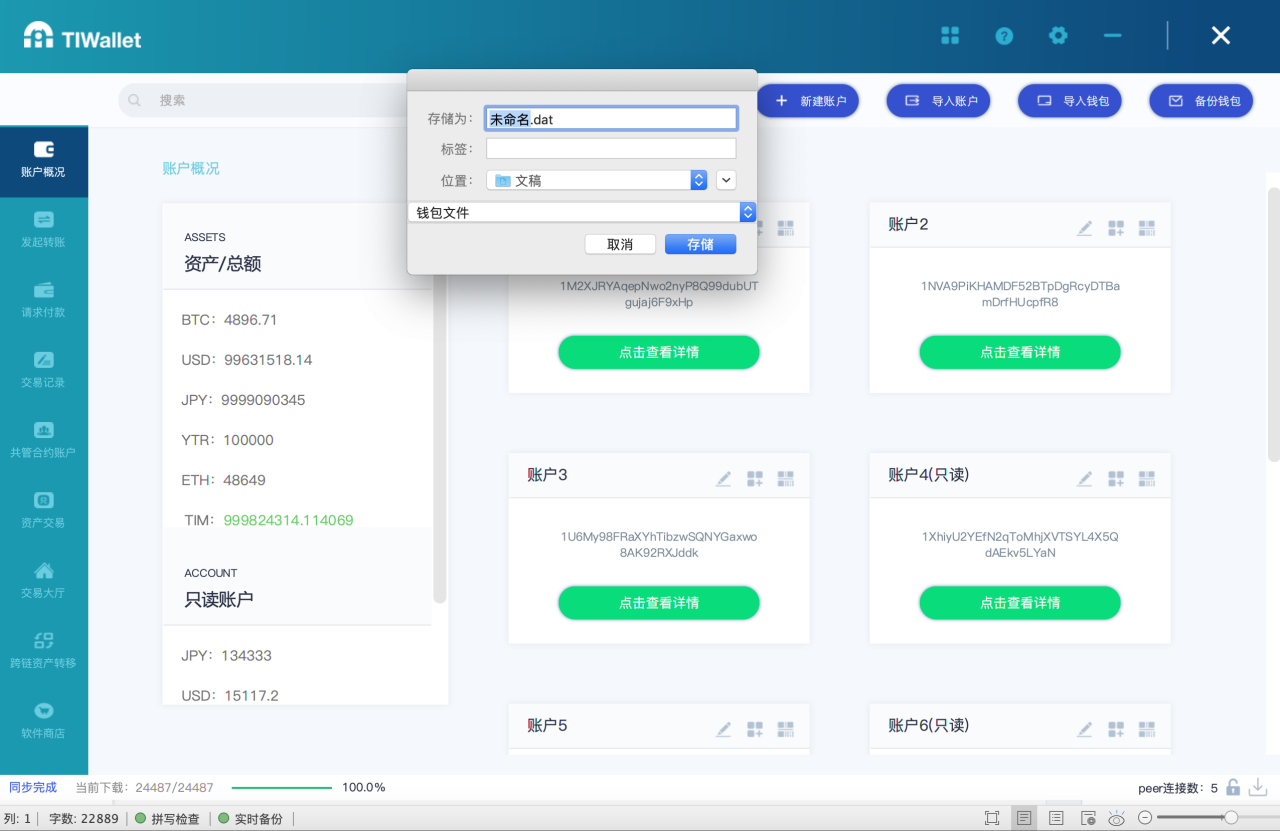 TIWallet
搜索
新建账户
导入账户
导入钱包
备份钱包
存储为：
未命名.dat
标签：
位置：
文稿
钱包文件
取消
存储
账户概况
发起转账
请求付款
交易记录
共管合约账户
资产交易
交易大厅
跨链资产转移
软件商店
账户概况
ASSETS
资产/总额
BTC：4896.71
USD：99631518.14
JPY：9999090345
YTR：100000
ETH：48649
TIM：999824314.114069
ACCOUNT
只读账户
JPY：134333
USD：15117.2
1M2XJRYAqepNwo2nyP8Q99dubUT
gujaj6F9xHp
点击查看详情
账户2
1NVA9PiKHAMDF52BTpDgRcyDTBa
mDrfHUcpfR8
点击查看详情
账户3
1U6My98FRaXYhTibzwSQNYGaxwo
8AK92RXJddk
点击查看详情
账户4(只读)
1XhiyU2YEfN2qToMhjXVTSYL4X5Q
dAEkv5LYaN
点击查看详情
账户5
账户6(只读)
同步完成
当前下载：24487/24487
100.0%
peer连接数：5
列: 1
字数: 22889
拼写检查
实时备份